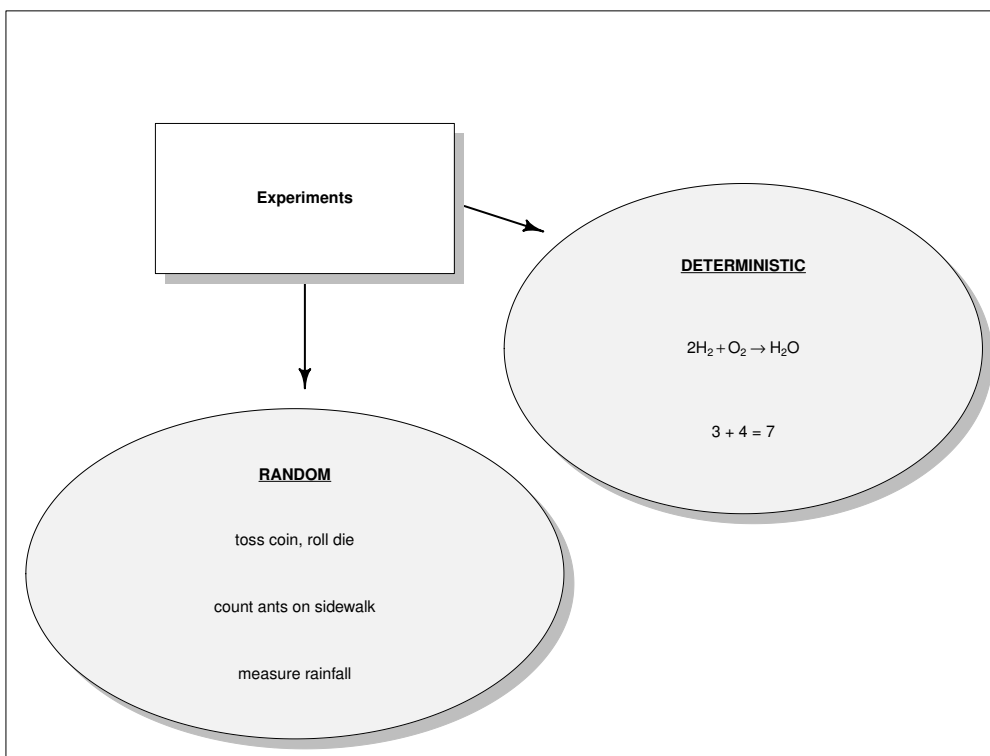 Experiments
DETERMINISTIC
2H₂ + O₂ → H₂O
3 + 4 = 7
RANDOM
toss coin, roll die
count ants on sidewalk
measure rainfall